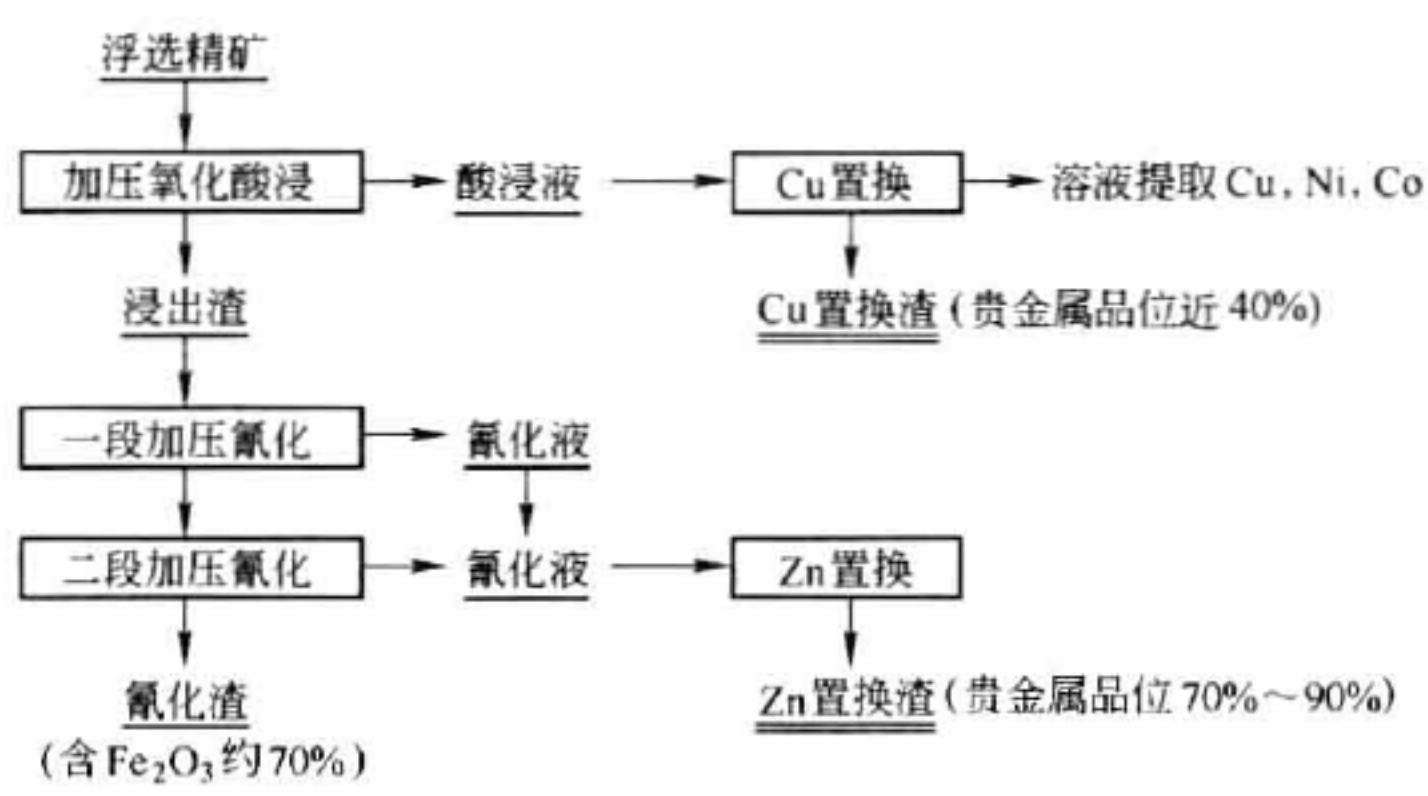 浮选精矿
加压氧化酸浸
酸浸液
Cu置换
溶液提取Cu, Ni, Co
浸出渣
Cu置换渣(贵金属品位近40%)
一段加压氰化
氰化液
二段加压氰化
氰化液
Zn置换
氰化渣
(含Fe₂O₃约70%)
Zn置换渣(贵金属品位70%~90%)